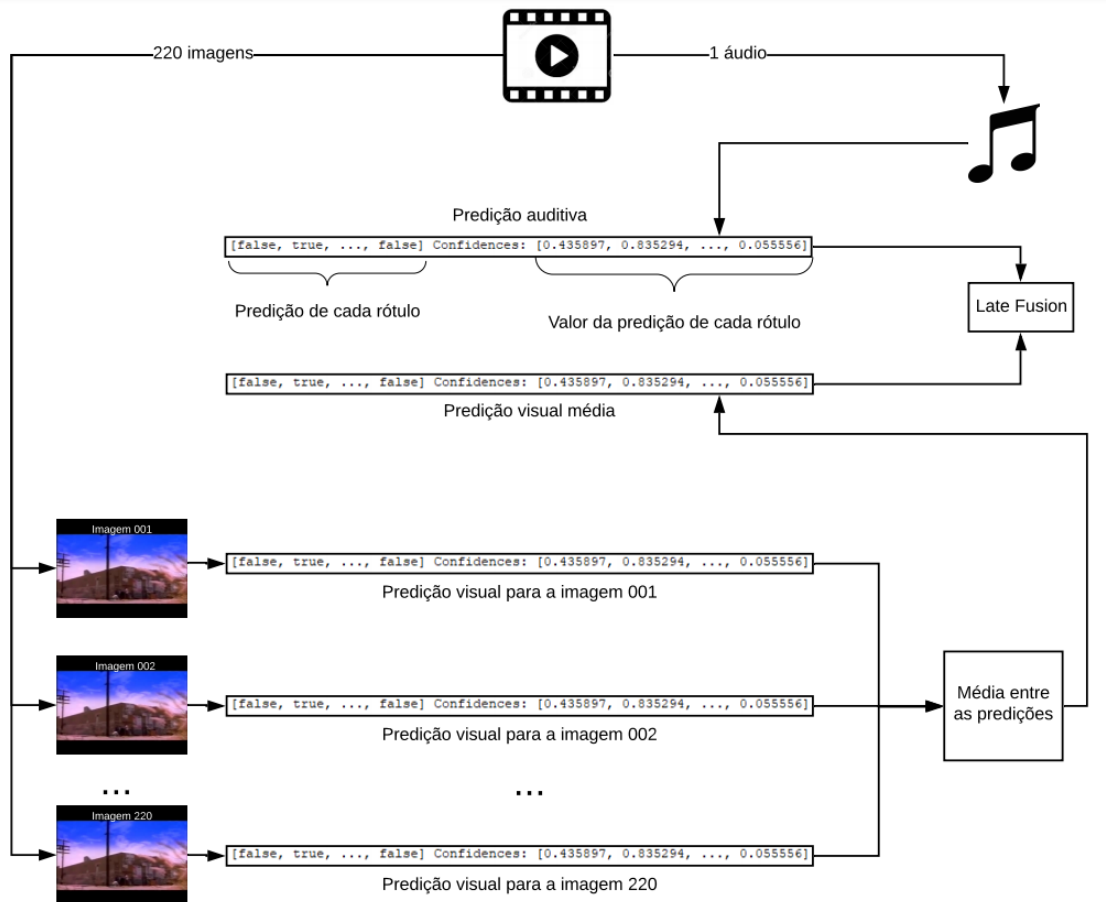 220 imagens
1 áudio
Predição auditiva
[false, true, ..., false] Confidences: [0.435897, 0.835294, ..., 0.055556]
Predição de cada rótulo
Valor da predição de cada rótulo
Late Fusion
[false, true, ..., false] Confidences: [0.435897, 0.835294, ..., 0.055556]
Predição visual média
Imagem 001
[false, true, ..., false] Confidences: [0.435897, 0.835294, ..., 0.055556]
Predição visual para a imagem 001
Imagem 002
[false, true, ..., false] Confidences: [0.435897, 0.835294, ..., 0.055556]
Predição visual para a imagem 002
Média entre
as predições
...
...
Imagem 220
[false, true, ..., false] Confidences: [0.435897, 0.835294, ..., 0.055556]
Predição visual para a imagem 220